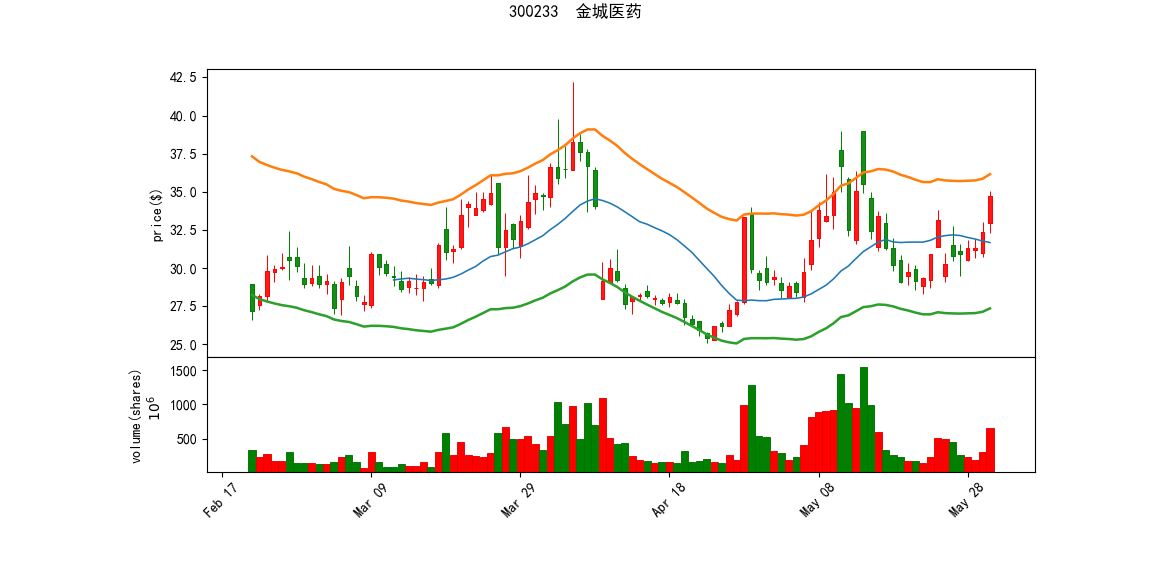 300233  金城医药
price($)
42.5
40.0
37.5
35.0
32.5
30.0
27.5
25.0
volume(shares)
10^6
1500
1000
500
Feb 17
Mar 09
Mar 29
Apr 18
May 08
May 28